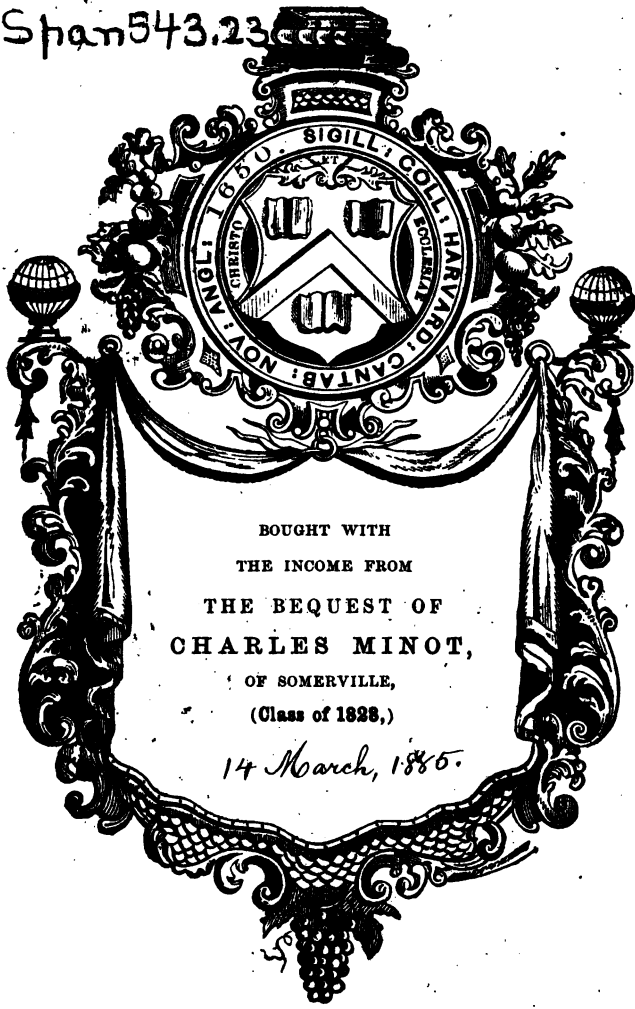 Span543.23
SIGILL: COLL: HARVARD: CANTAB: NOV: ANGL: 1650.
ET
CHRISTO
ECCLESIAE
BOUGHT WITH
THE INCOME FROM
THE BEQUEST OF
CHARLES MINOT,
OF SOMERVILLE,
(Class of 1828,)
14 March, 1885.